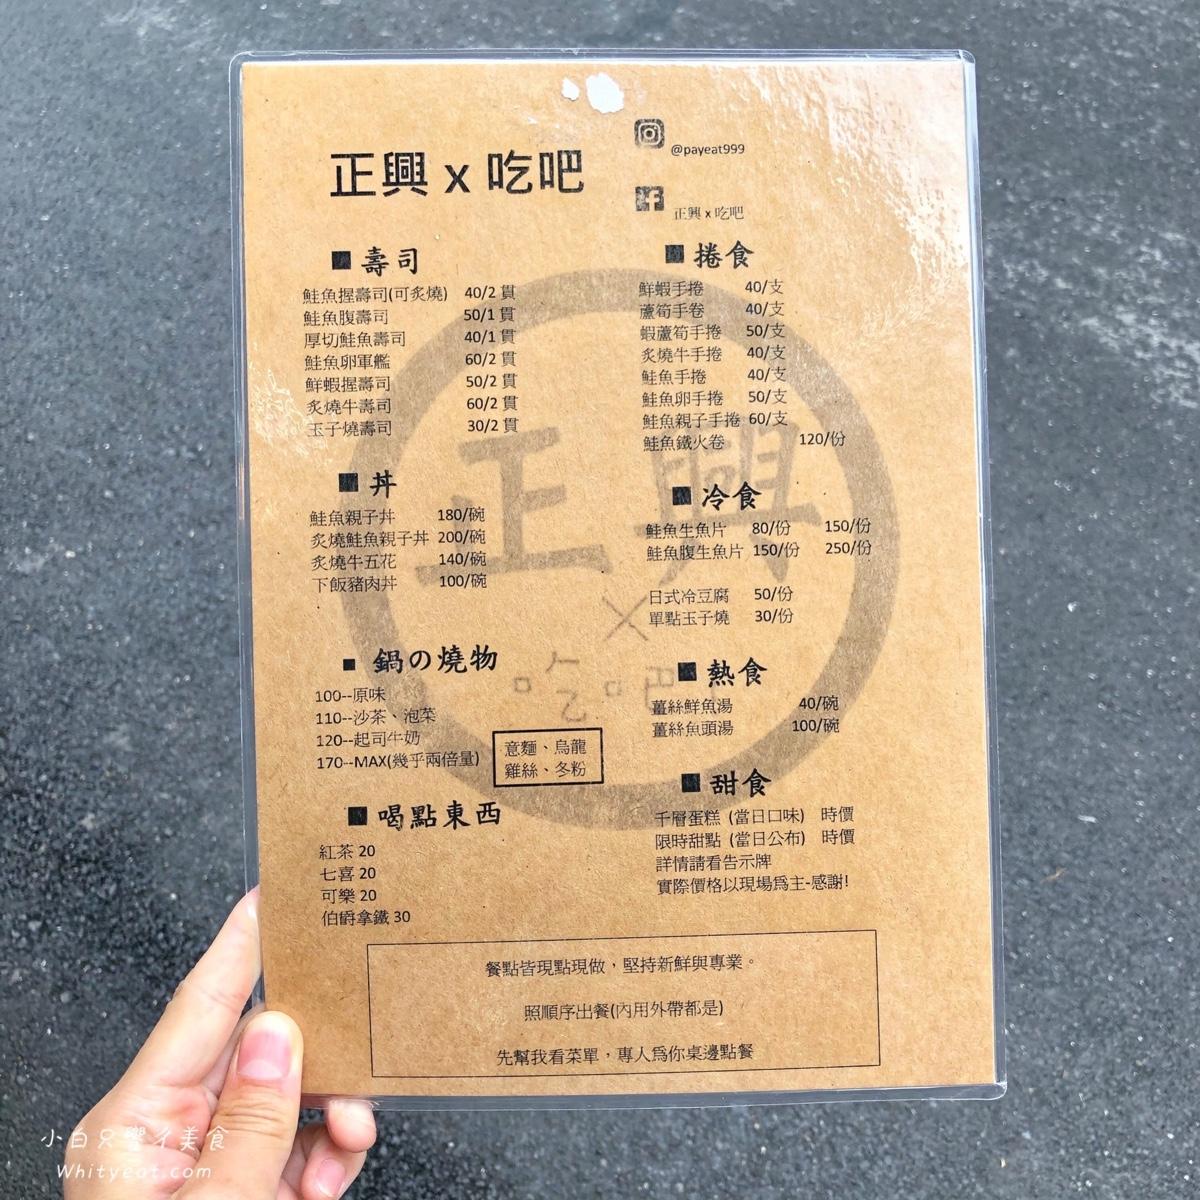 正興 x 吃吧
@payeat999
正興 x 吃吧
■ 壽司
鮭魚握壽司(可炙燒) 40/2 貫
鮭魚腹壽司 50/1 貫
厚切鮭魚壽司 40/1 貫
鮭魚卵軍艦 60/2 貫
鮮蝦握壽司 50/2 貫
炙燒牛壽司 60/2 貫
玉子燒壽司 30/2 貫
■ 丼
鮭魚親子丼 180/碗
炙燒鮭魚親子丼 200/碗
炙燒牛五花 140/碗
下飯豬肉丼 100/碗
■ 鍋の燒物
100--原味
110--沙茶、泡菜
120--起司牛奶
170--MAX(幾乎兩倍量)
意麵、烏龍
雞絲、冬粉
■ 喝點東西
紅茶 20
七喜 20
可樂 20
伯爵拿鐵 30
■ 捲食
鮮蝦手捲 40/支
蘆筍手卷 40/支
蝦蘆筍手捲 50/支
炙燒牛手捲 40/支
鮭魚手捲 40/支
鮭魚卵手捲 50/支
鮭魚親子手捲 60/支
鮭魚鐵火卷 120/份
■ 冷食
鮭魚生魚片 80/份 150/份
鮭魚腹生魚片 150/份 250/份
日式冷豆腐 50/份
單點玉子燒 30/份
■ 熱食
薑絲鮮魚湯 40/碗
薑絲魚頭湯 100/碗
■ 甜食
千層蛋糕 (當日口味) 時價
限時甜點 (當日公布) 時價
詳情請看告示牌
實際價格以現場為主-感謝!
餐點皆現點現做，堅持新鮮與專業。
照順序出餐(內用外帶都是)
先幫我看菜單，專人為你桌邊點餐
正興
X
吃吧
小白只饗ㄔ美食
Whityeat.com